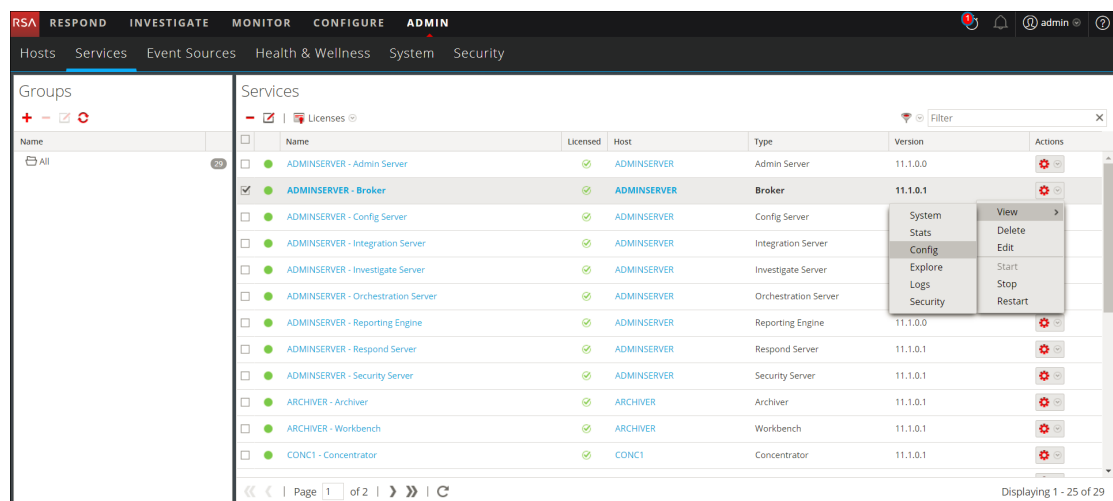 RSA RESPOND INVESTIGATE MONITOR CONFIGURE ADMIN 1 admin ?
Hosts Services Event Sources Health & Wellness System Security
Groups
Name
All 29
Services
Licenses Filter X
Name Licensed Host Type Version Actions
ADMINSERVER - Admin Server ADMINSERVER Admin Server 11.1.0.0
ADMINSERVER - Broker ADMINSERVER Broker 11.1.0.1
ADMINSERVER - Config Server ADMINSERVER Config Server
ADMINSERVER - Integration Server ADMINSERVER Integration Server
ADMINSERVER - Investigate Server ADMINSERVER Investigate Server
ADMINSERVER - Orchestration Server ADMINSERVER Orchestration Server
ADMINSERVER - Reporting Engine ADMINSERVER Reporting Engine 11.1.0.0
ADMINSERVER - Respond Server ADMINSERVER Respond Server 11.1.0.1
ADMINSERVER - Security Server ADMINSERVER Security Server 11.1.0.1
ARCHIVER - Archiver ARCHIVER Archiver 11.1.0.1
ARCHIVER - Workbench ARCHIVER Workbench 11.1.0.1
CONC1 - Concentrator CONC1 Concentrator 11.1.0.1
System
Stats
Config
Explore
Logs
Security
View >
Delete
Edit
Start
Stop
Restart
Page 1 of 2 Displaying 1 - 25 of 29